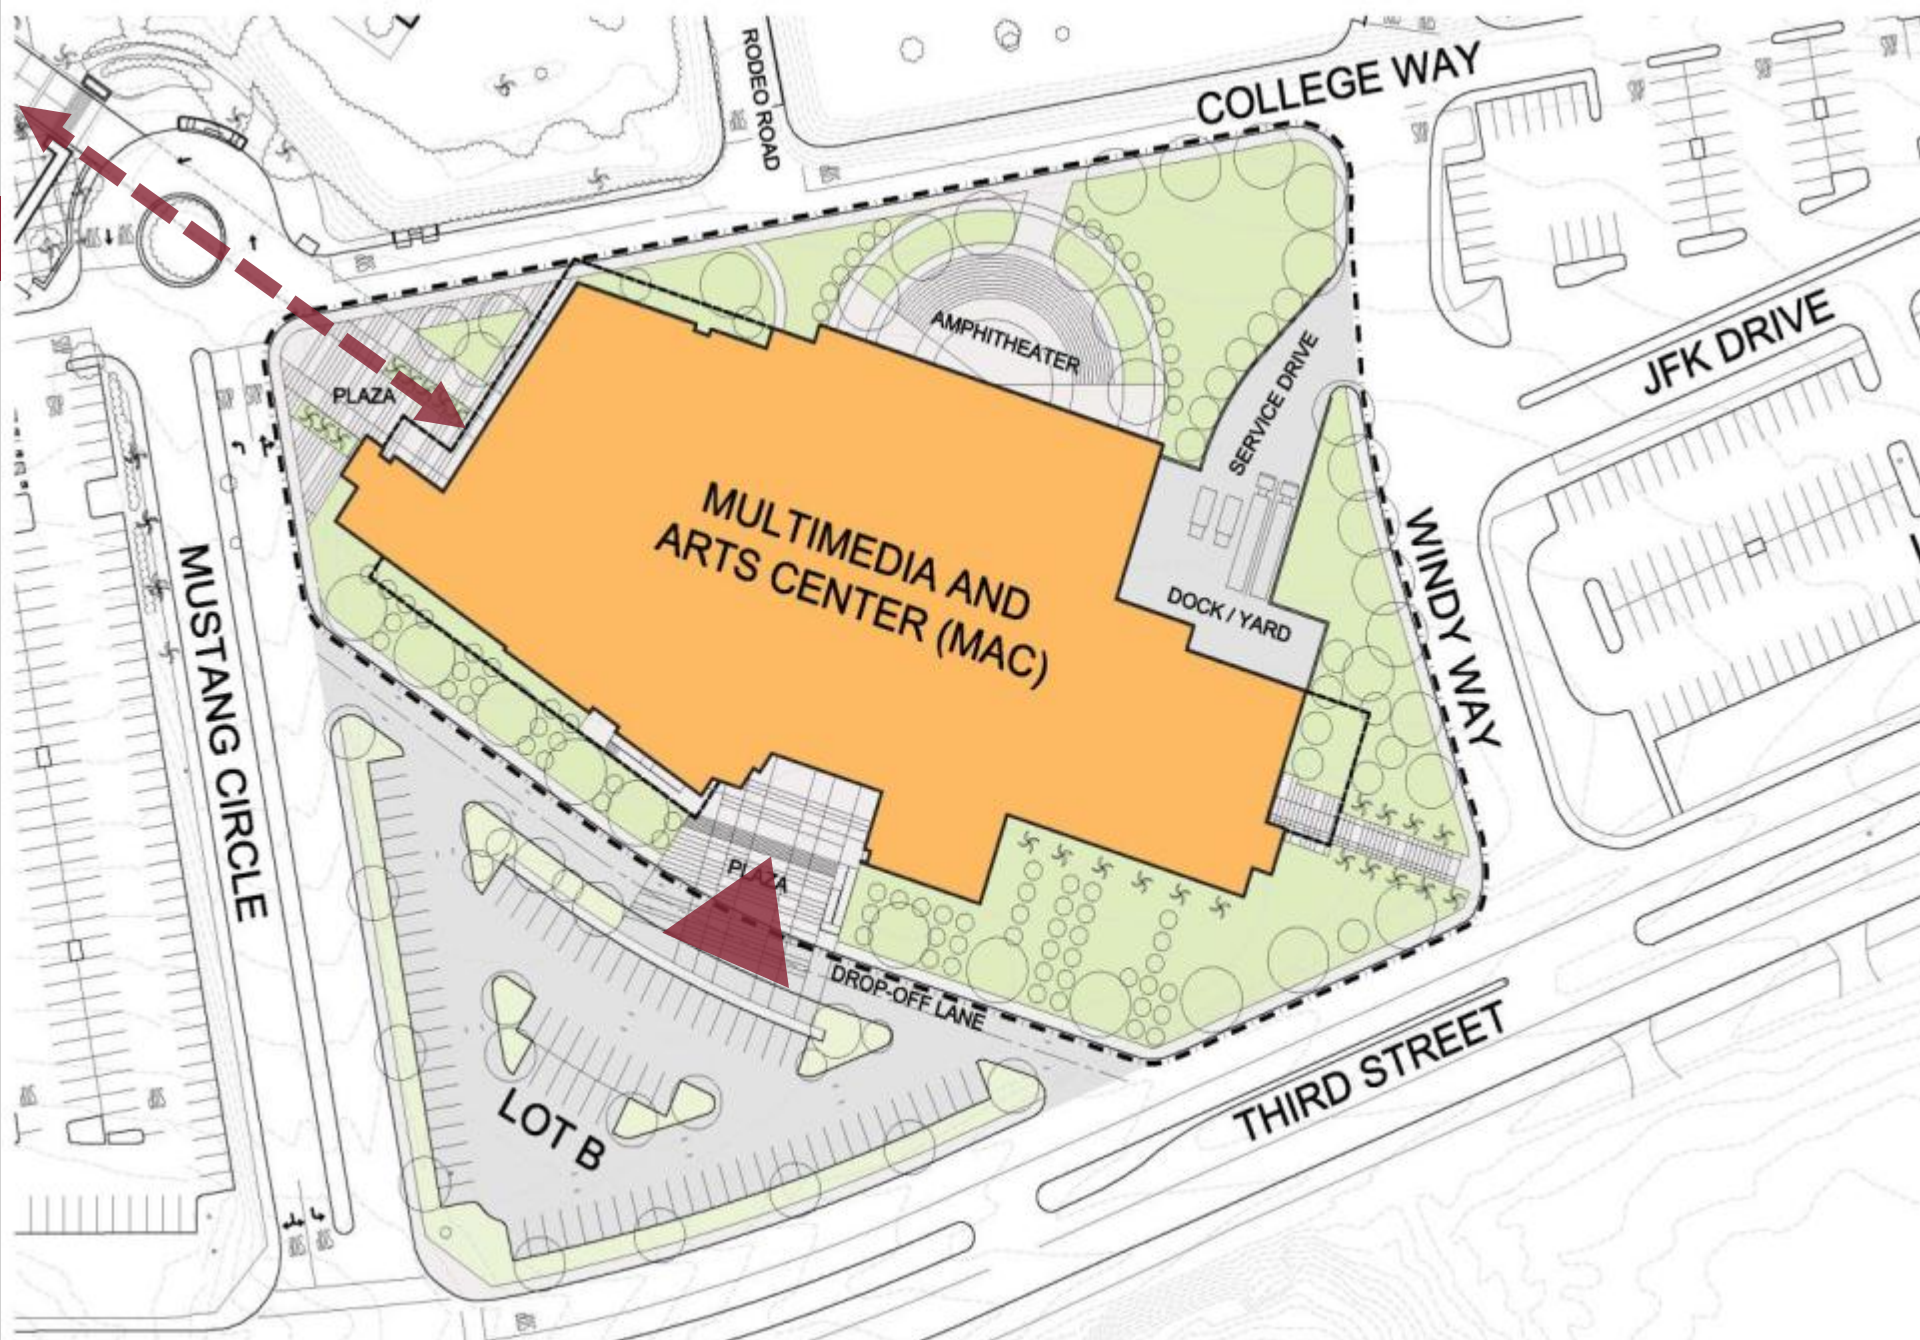 RODEO ROAD
COLLEGE WAY
AMPHITHEATER
SERVICE DRIVE
JFK DRIVE
PLAZA
MULTIMEDIA AND
ARTS CENTER (MAC)
DOCK / YARD
WINDY WAY
MUSTANG CIRCLE
PLAZA
DROP-OFF LANE
LOT B
THIRD STREET